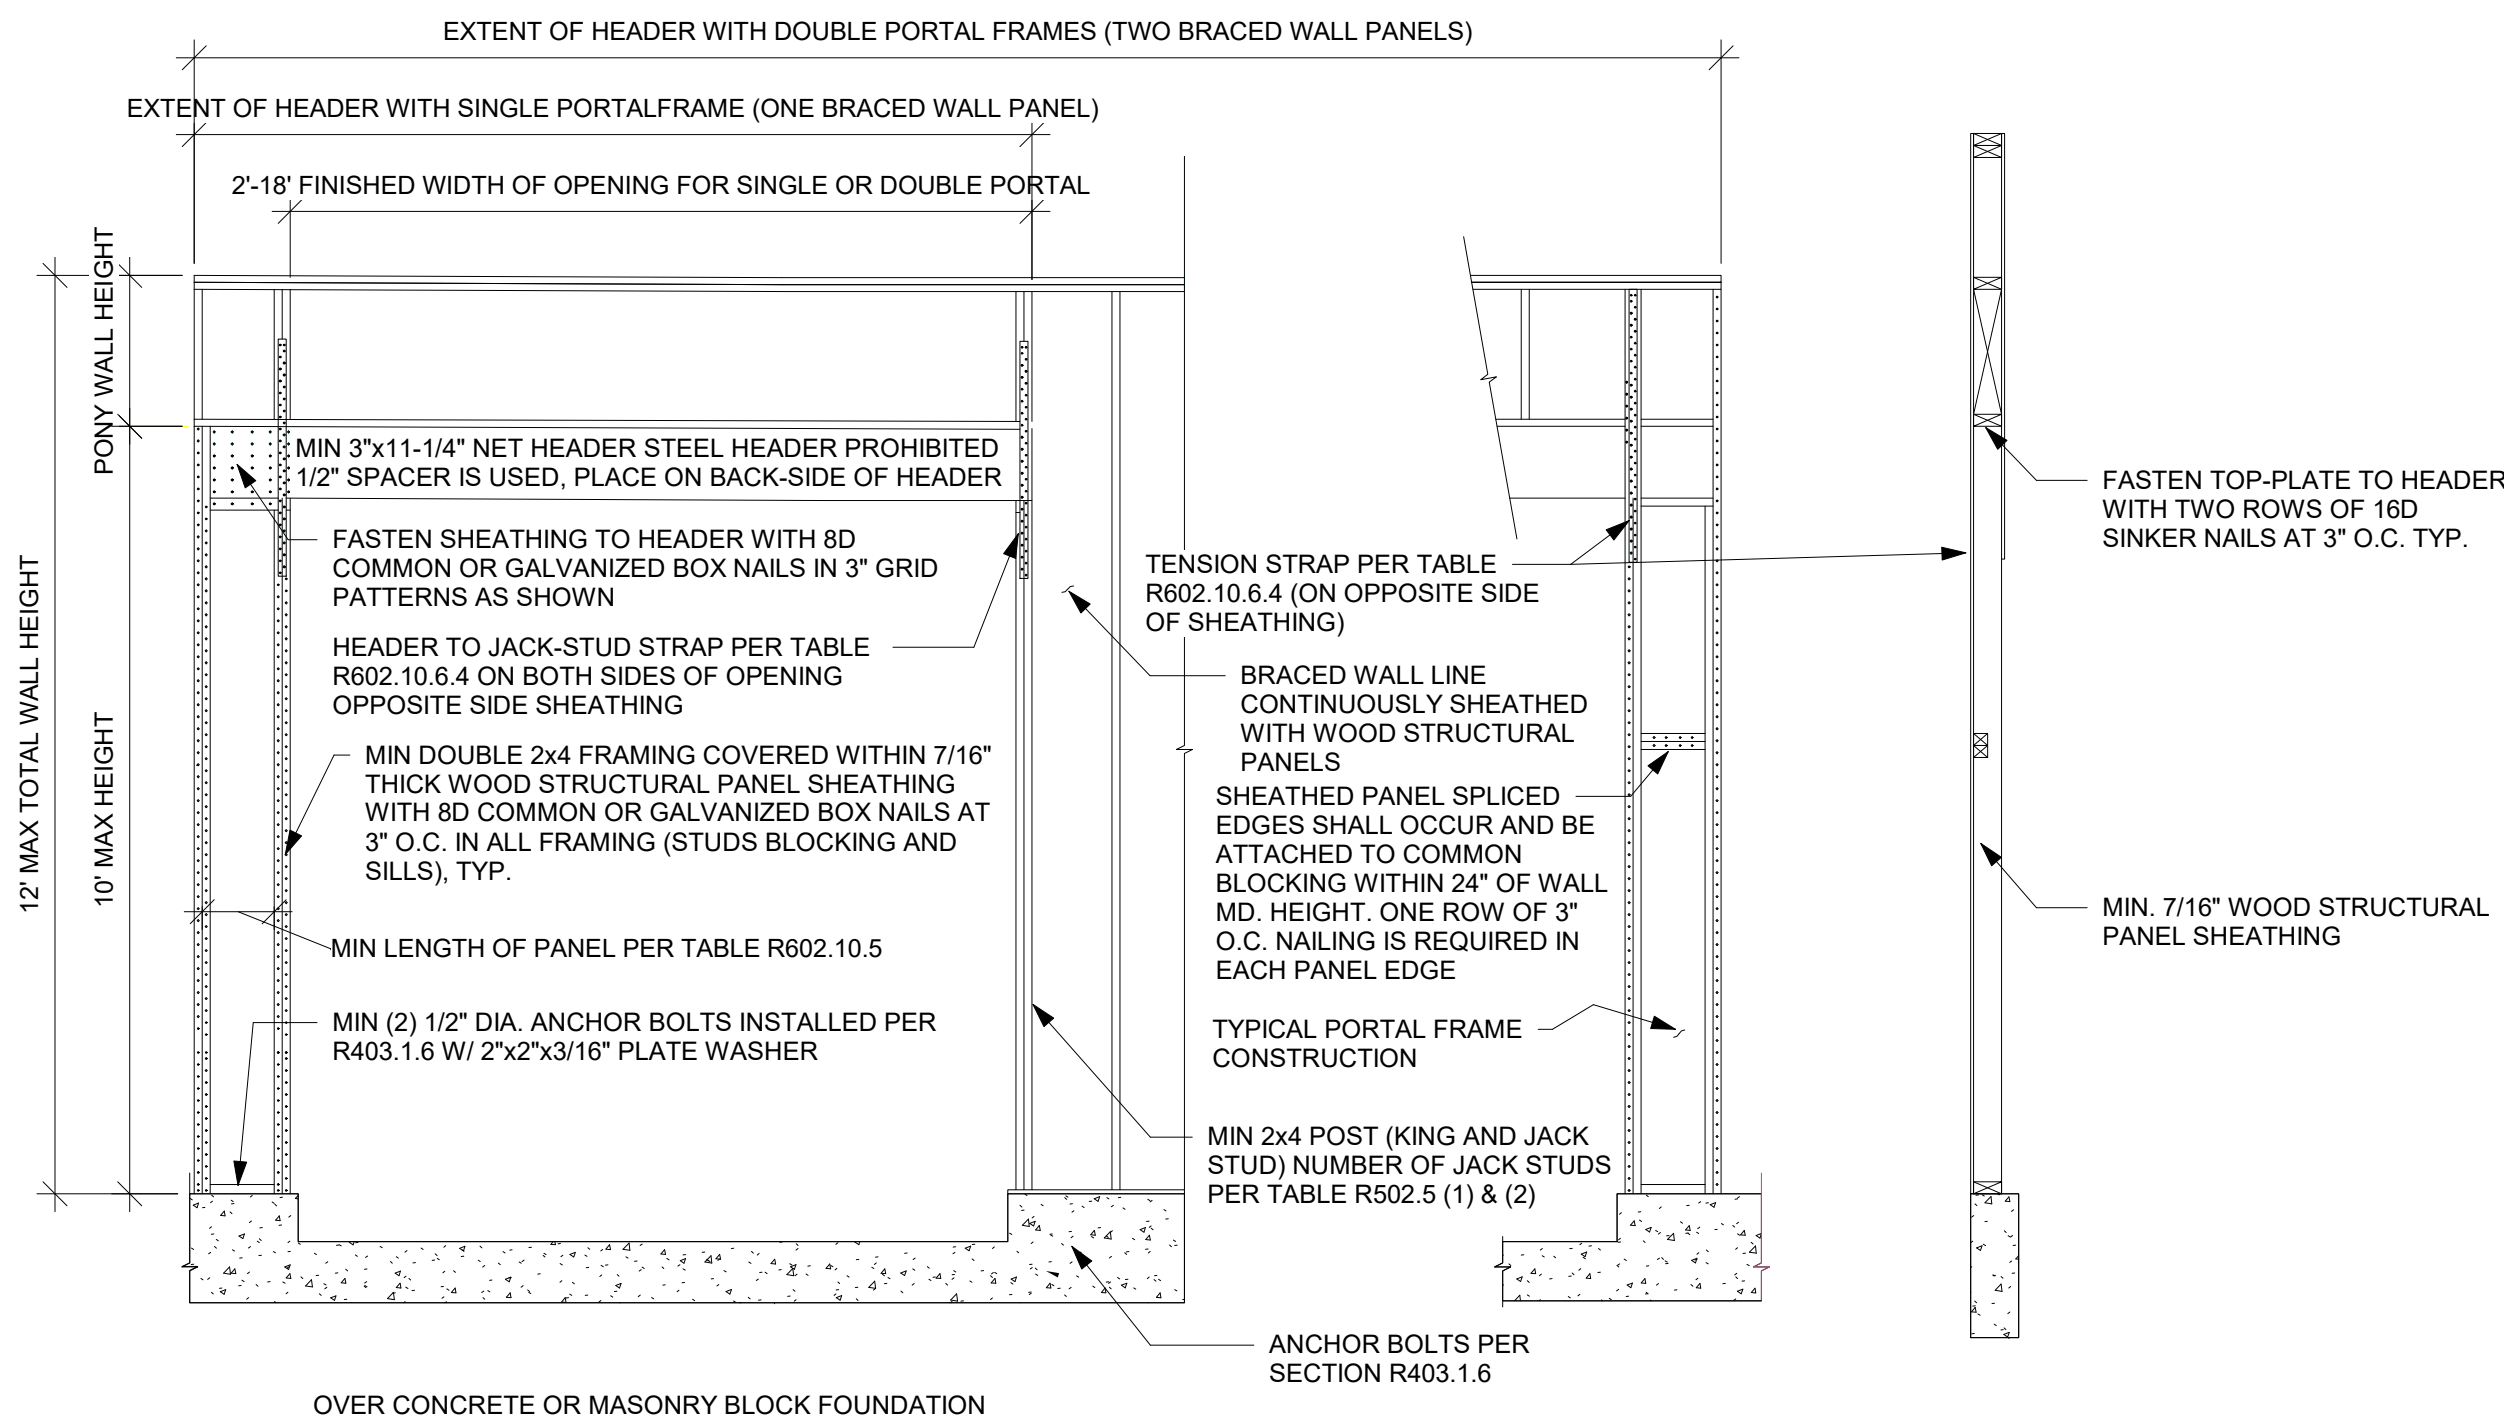 EXTENT OF HEADER WITH DOUBLE PORTAL FRAMES (TWO BRACED WALL PANELS)
EXTENT OF HEADER WITH SINGLE PORTALFRAME (ONE BRACED WALL PANEL)
2'-18' FINISHED WIDTH OF OPENING FOR SINGLE OR DOUBLE PORTAL
PONY WALL HEIGHT
12' MAX TOTAL WALL HEIGHT
10' MAX HEIGHT
MIN 3"x11-1/4" NET HEADER STEEL HEADER PROHIBITED
1/2" SPACER IS USED, PLACE ON BACK-SIDE OF HEADER
FASTEN SHEATHING TO HEADER WITH 8D
COMMON OR GALVANIZED BOX NAILS IN 3" GRID
PATTERNS AS SHOWN
HEADER TO JACK-STUD STRAP PER TABLE
R602.10.6.4 ON BOTH SIDES OF OPENING
OPPOSITE SIDE SHEATHING
MIN DOUBLE 2x4 FRAMING COVERED WITHIN 7/16"
THICK WOOD STRUCTURAL PANEL SHEATHING
WITH 8D COMMON OR GALVANIZED BOX NAILS AT
3" O.C. IN ALL FRAMING (STUDS BLOCKING AND
SILLS), TYP.
MIN LENGTH OF PANEL PER TABLE R602.10.5
MIN (2) 1/2" DIA. ANCHOR BOLTS INSTALLED PER
R403.1.6 W/ 2"x2"x3/16" PLATE WASHER
TENSION STRAP PER TABLE
R602.10.6.4 (ON OPPOSITE SIDE
OF SHEATHING)
BRACED WALL LINE
CONTINUOUSLY SHEATHED
WITH WOOD STRUCTURAL
PANELS
SHEATHED PANEL SPLICED
EDGES SHALL OCCUR AND BE
ATTACHED TO COMMON
BLOCKING WITHIN 24" OF WALL
MD. HEIGHT. ONE ROW OF 3"
O.C. NAILING IS REQUIRED IN
EACH PANEL EDGE
TYPICAL PORTAL FRAME
CONSTRUCTION
MIN 2x4 POST (KING AND JACK
STUD) NUMBER OF JACK STUDS
PER TABLE R502.5 (1) & (2)
ANCHOR BOLTS PER
SECTION R403.1.6
FASTEN TOP-PLATE TO HEADER
WITH TWO ROWS OF 16D
SINKER NAILS AT 3" O.C. TYP.
MIN. 7/16" WOOD STRUCTURAL
PANEL SHEATHING
OVER CONCRETE OR MASONRY BLOCK FOUNDATION